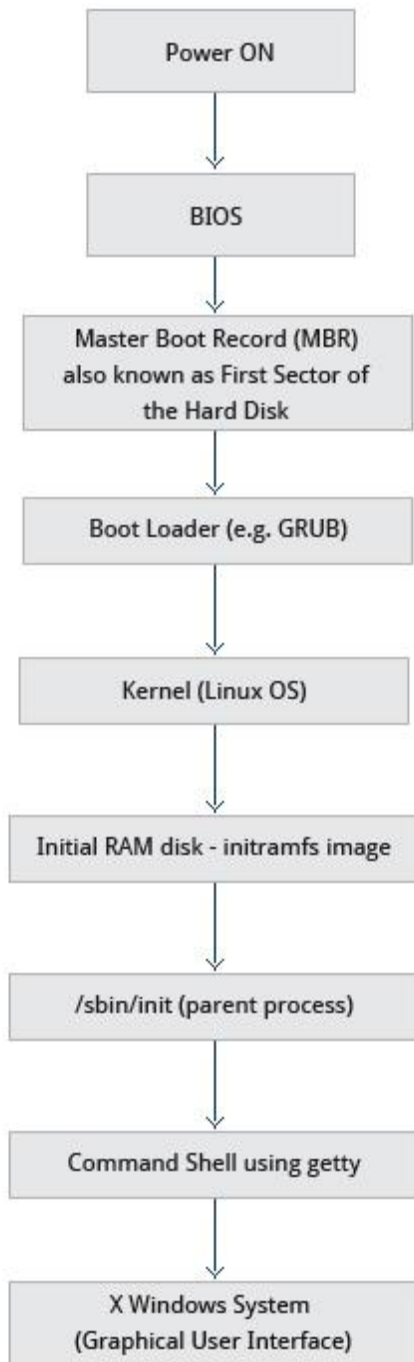 Power ON
BIOS
Master Boot Record (MBR)
also known as First Sector of
the Hard Disk
Boot Loader (e.g. GRUB)
Kernel (Linux OS)
Initial RAM disk - initramfs image
/sbin/init (parent process)
Command Shell using getty
X Windows System
(Graphical User Interface)